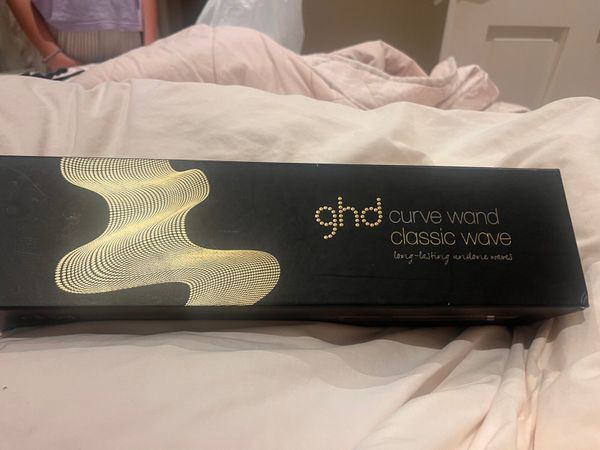 ghd curve wand
classic wave
long-lasting undone waves